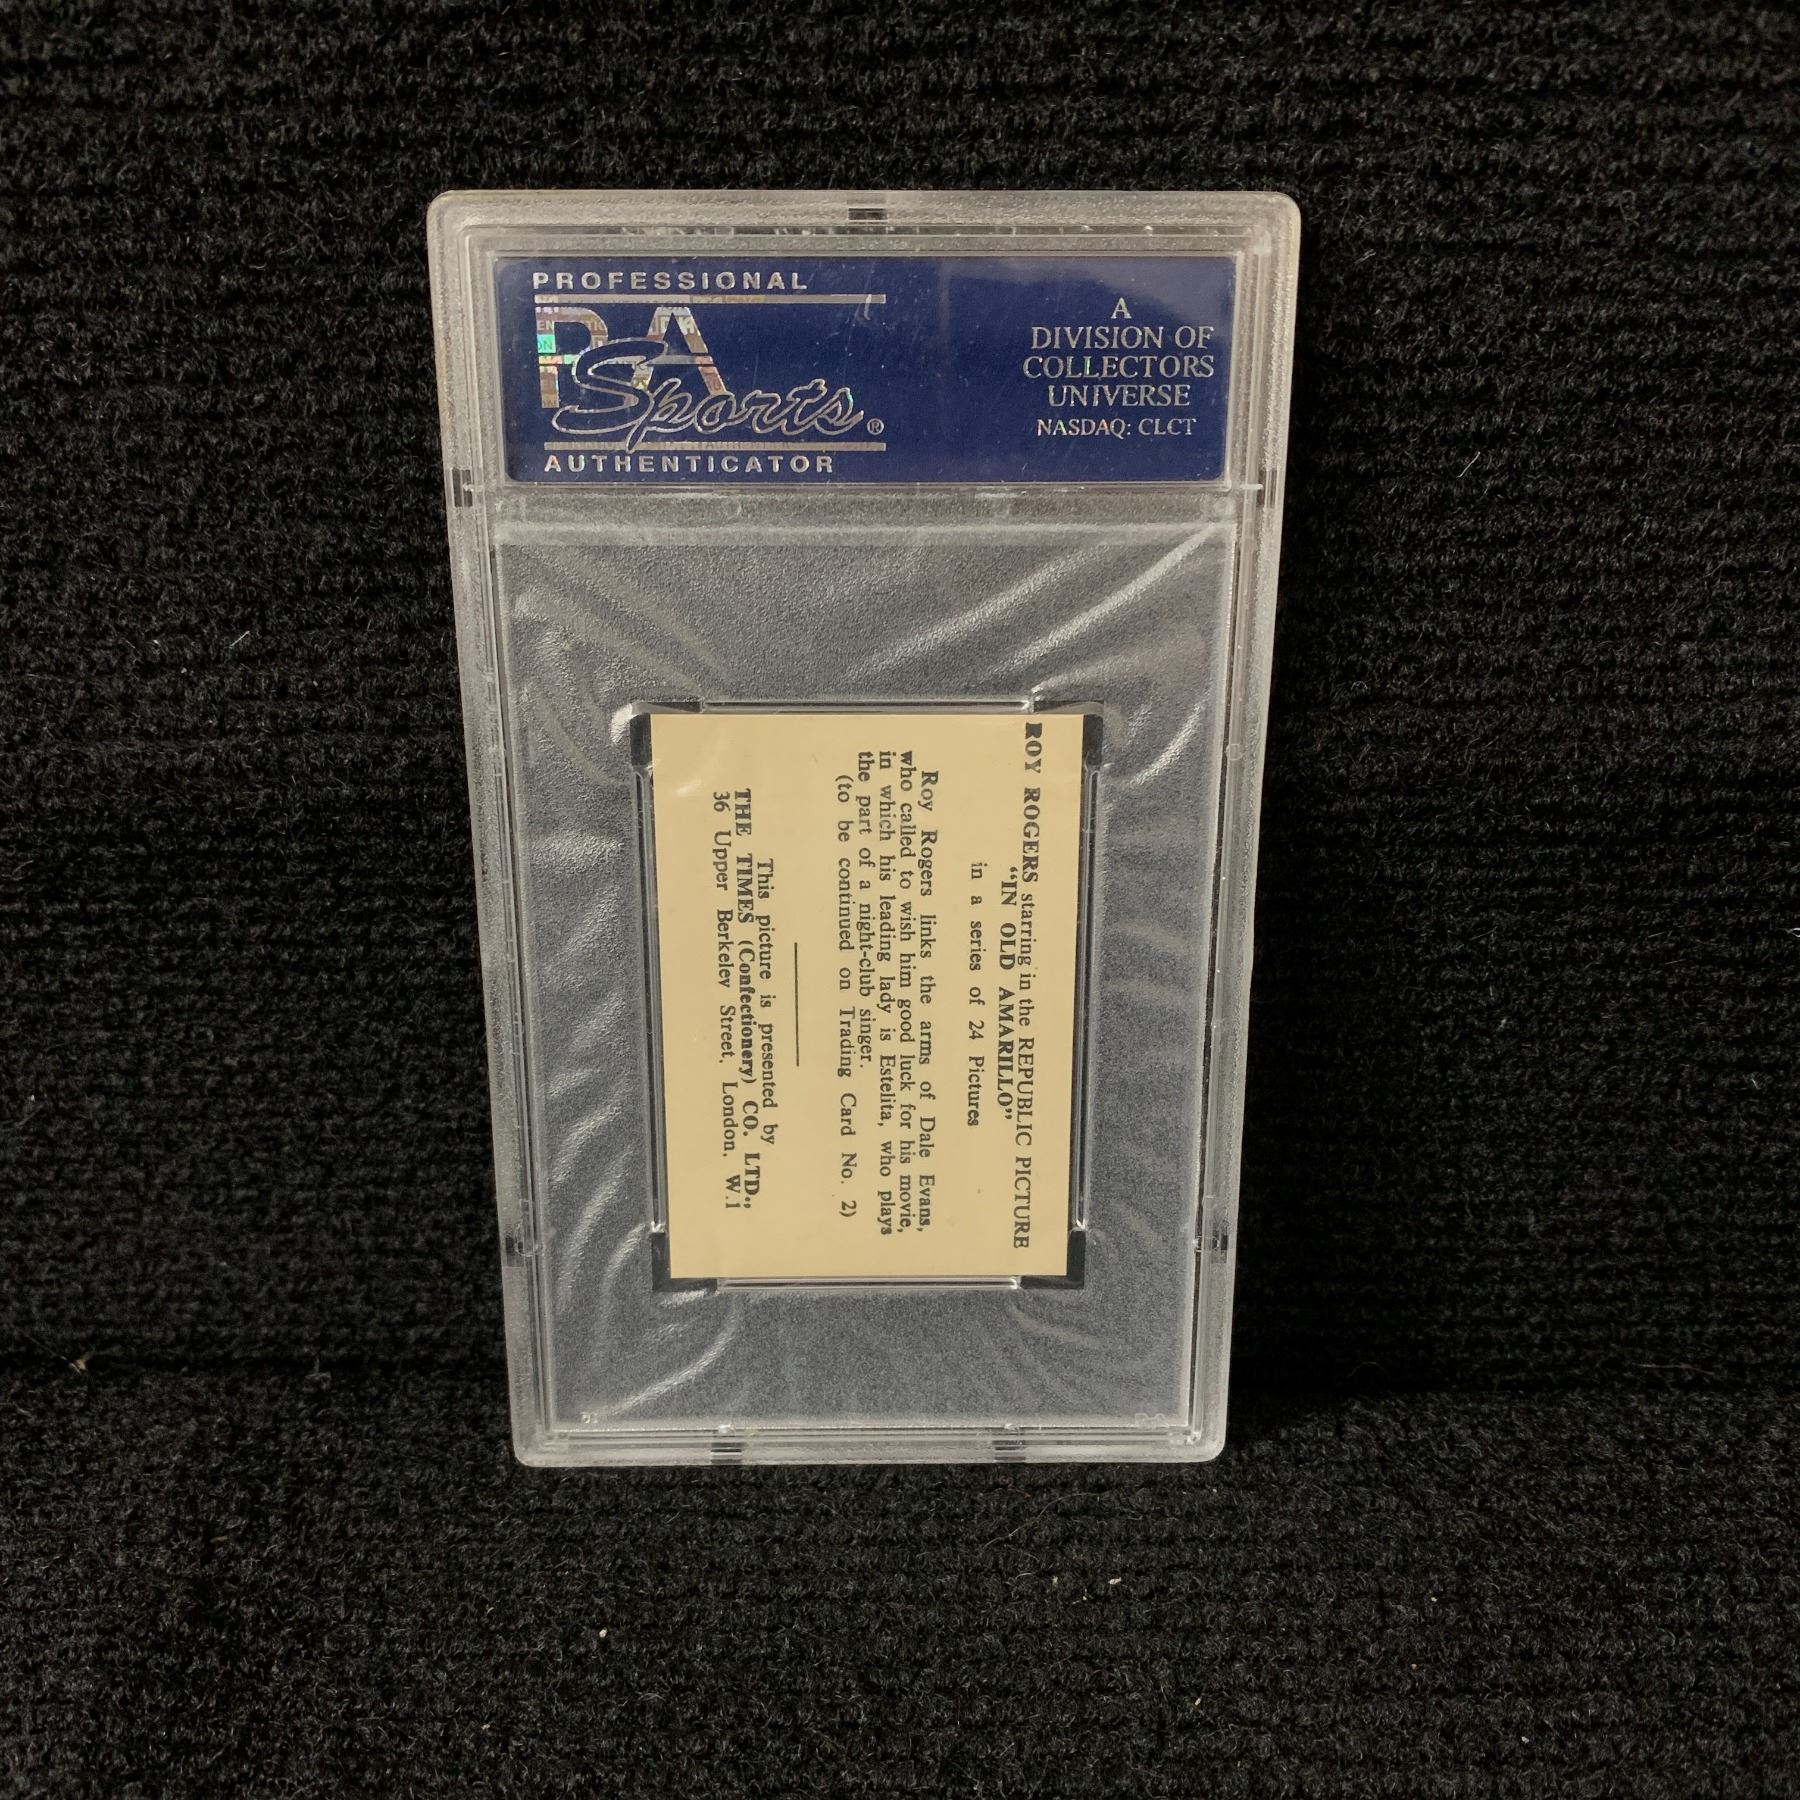 PROFESSIONAL
PSA
Sports®
AUTHENTICATOR
A
DIVISION OF
COLLECTORS
UNIVERSE
NASDAQ: CLCT
ROY ROGERS starring in the REPUBLIC PICTURE
“IN OLD AMARILLO”
in a series of 24 Pictures
Roy Rogers links the arms of Dale Evans,
who called to wish him good luck for his movie,
in which his leading lady is Estelita, who plays
the part of a night-club singer.
(to be continued on Trading Card No. 2)
This picture is presented by
THE TIMES (Confectionery) CO. LTD.,
36 Upper Berkeley Street, London, W.1